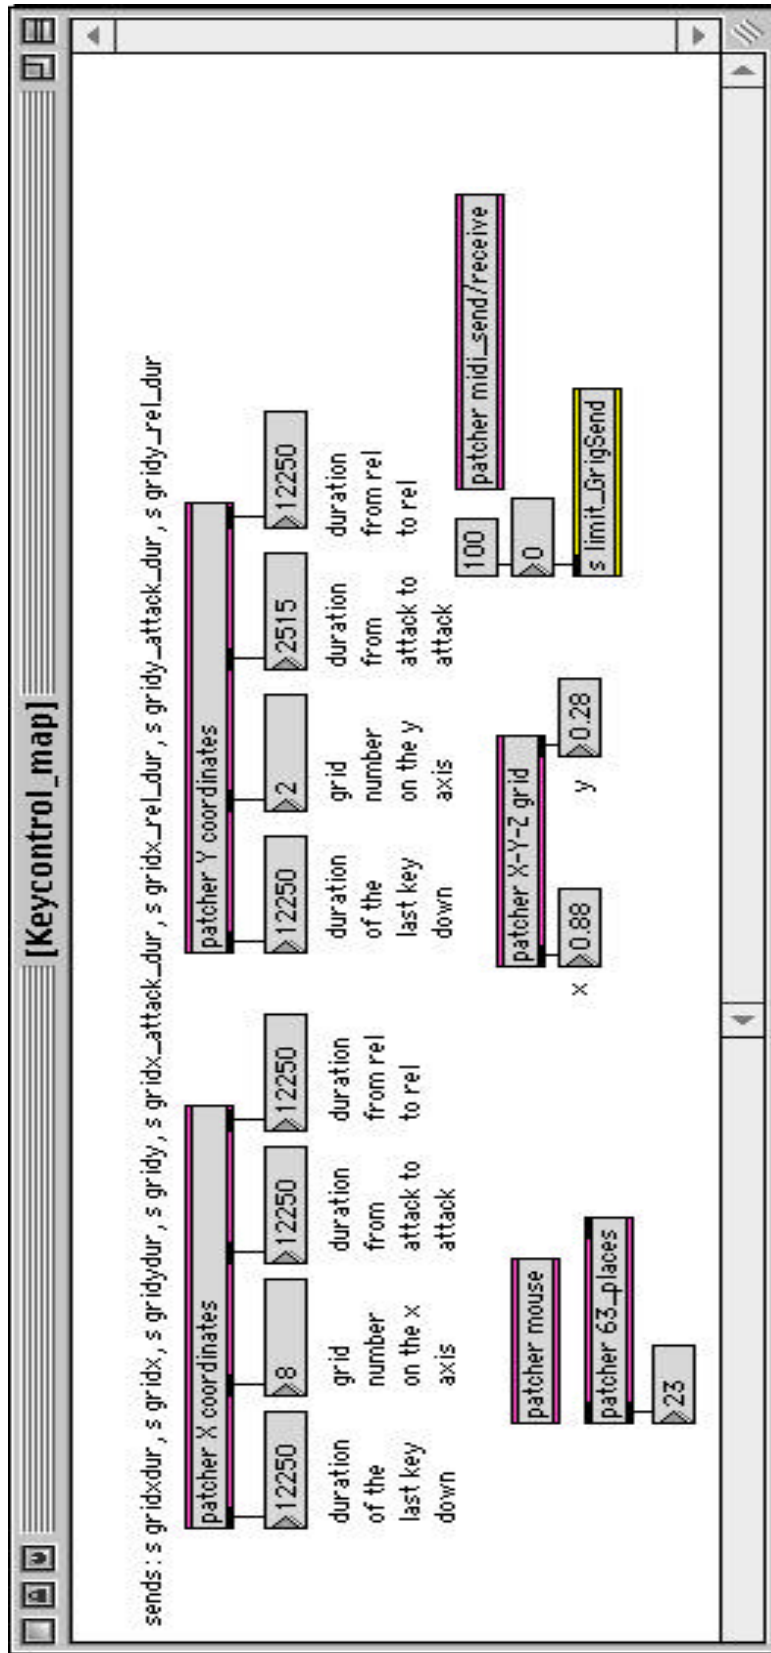 [Keycontrol_map]
sends: s gridxdur, s gridx, s gridydur, s gridy, s gridx_attack_dur, s gridx_rel_dur, s gridy_attack_dur, s gridy_rel_dur
patcher X coordinates
12250
8
12250
12250
duration
of the
last key
down
grid
number
on the x
axis
duration
from
attack to
attack
duration
from rel
to rel
patcher Y coordinates
12250
2
2515
12250
duration
of the
last key
down
grid
number
on the y
axis
duration
from
attack to
attack
duration
from rel
to rel
patcher mouse
patcher 63_places
23
patcher X-Y-Z grid
x
0.88
y
0.28
100
0
s limit_GrigSend
patcher midi_send/receive